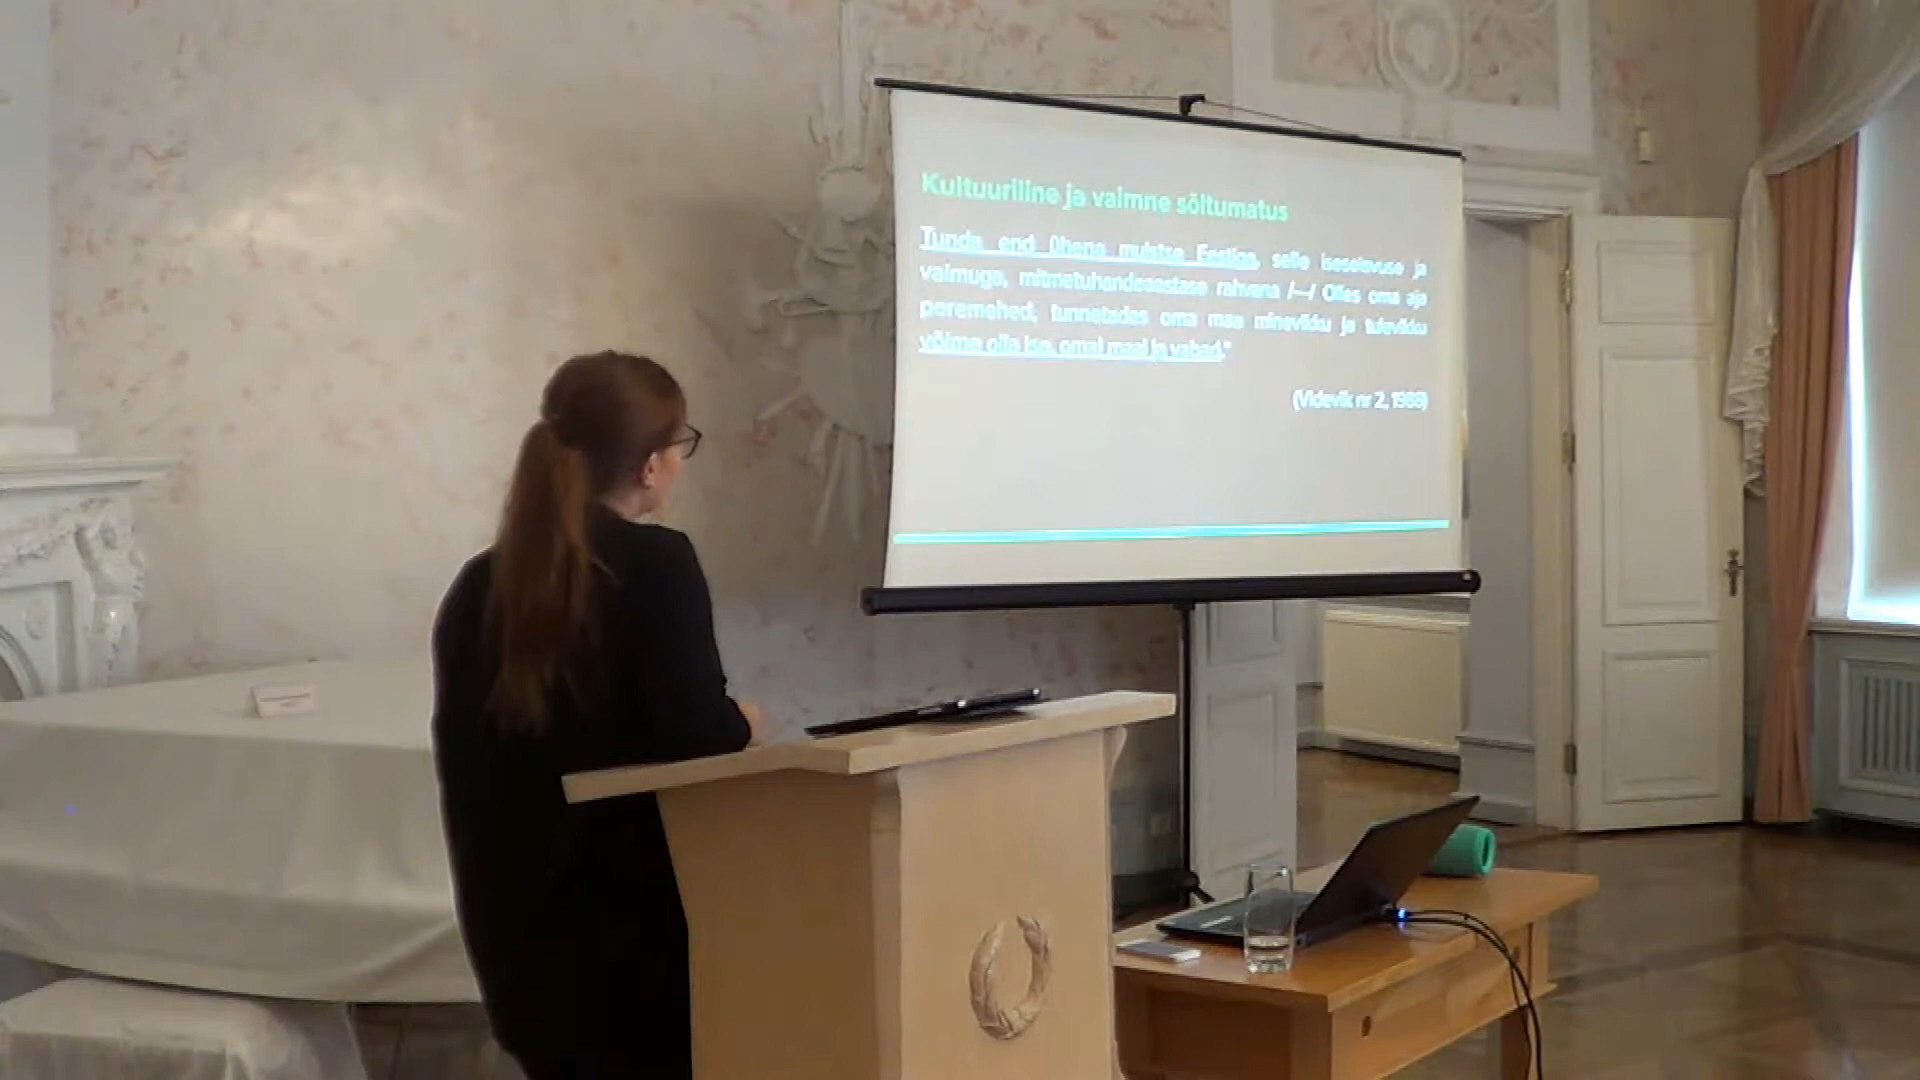 Kultuuriline ja vaimne sõltumatus
Tunda end ühena muistse Eestiga, selle iseseisvuse ja
vaimuga, mitmetuhandeaastase rahvana /---/ Olles oma aja
peremehed, tunnetades oma maa minevikku ja tulevikku
võime olla ise, omal maal ja vabad."
(Videvik nr 2, 1988)